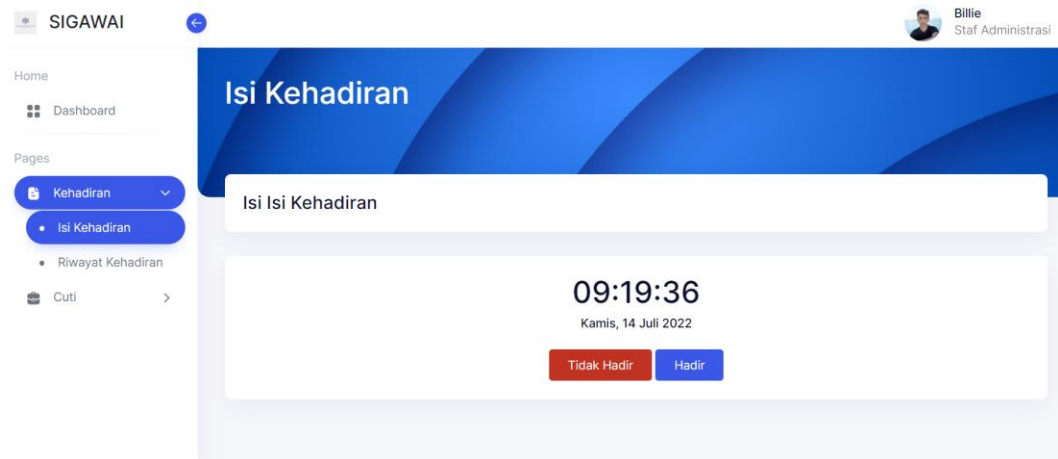 SIGAWAI
Billie
Staf Administrasi
Home
Dashboard
Pages
Kehadiran
Isi Kehadiran
Riwayat Kehadiran
Cuti
Isi Kehadiran
Isi Isi Kehadiran
09:19:36
Kamis, 14 Juli 2022
Tidak Hadir Hadir